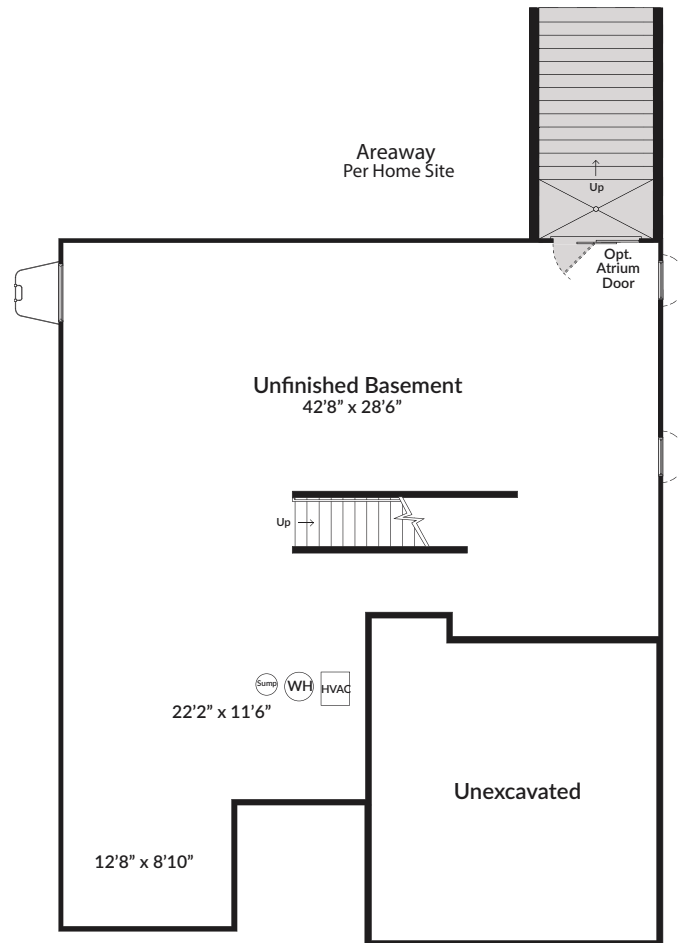 Areaway
Per Home Site
Up
Opt.
Atrium
Door
Unfinished Basement
42’8” x 28’6”
Up
Sump
WH
HVAC
22’2” x 11’6”
Unexcavated
12’8” x 8’10”